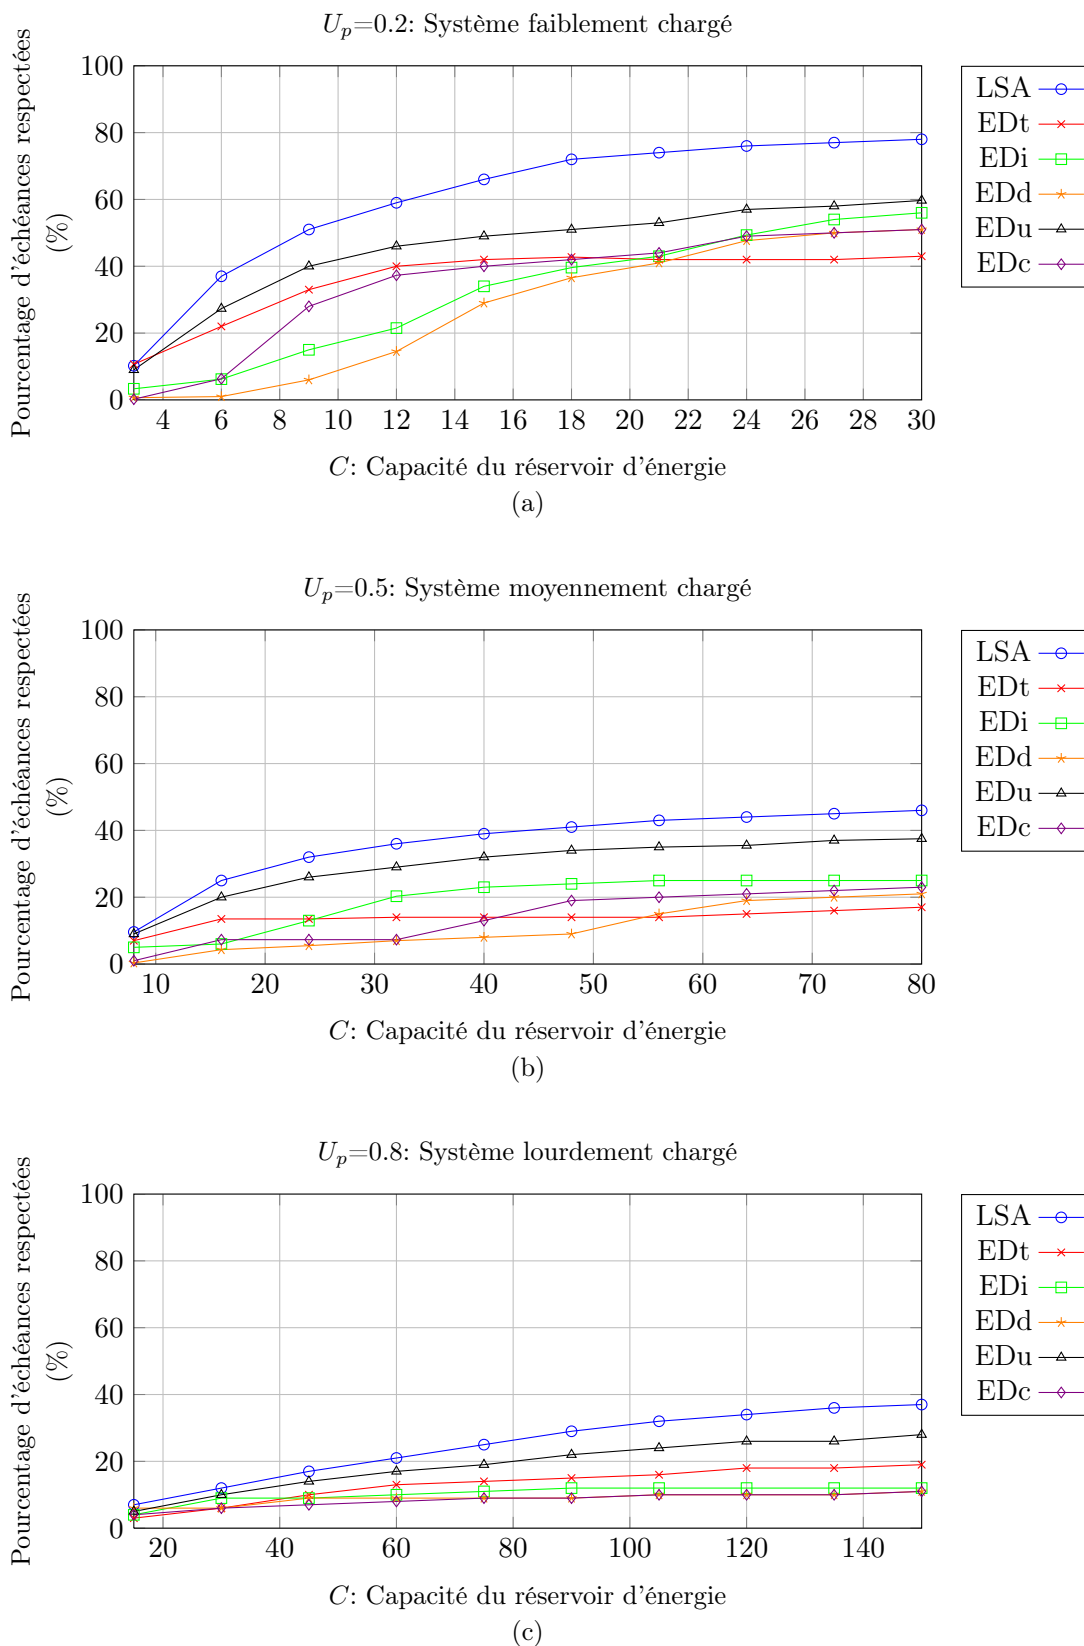 U_p=0.2: Système faiblement chargé
Pourcentage d'échéances respectées
(%)
100
80
60
40
20
0
4 6 8 10 12 14 16 18 20 22 24 26 28 30
C: Capacité du réservoir d'énergie
(a)
LSA
EDt
EDi
EDd
EDu
EDc
U_p=0.5: Système moyennement chargé
Pourcentage d'échéances respectées
(%)
100
80
60
40
20
0
10 20 30 40 50 60 70 80
C: Capacité du réservoir d'énergie
(b)
LSA
EDt
EDi
EDd
EDu
EDc
U_p=0.8: Système lourdement chargé
Pourcentage d'échéances respectées
(%)
100
80
60
40
20
0
20 40 60 80 100 120 140
C: Capacité du réservoir d'énergie
(c)
LSA
EDt
EDi
EDd
EDu
EDc